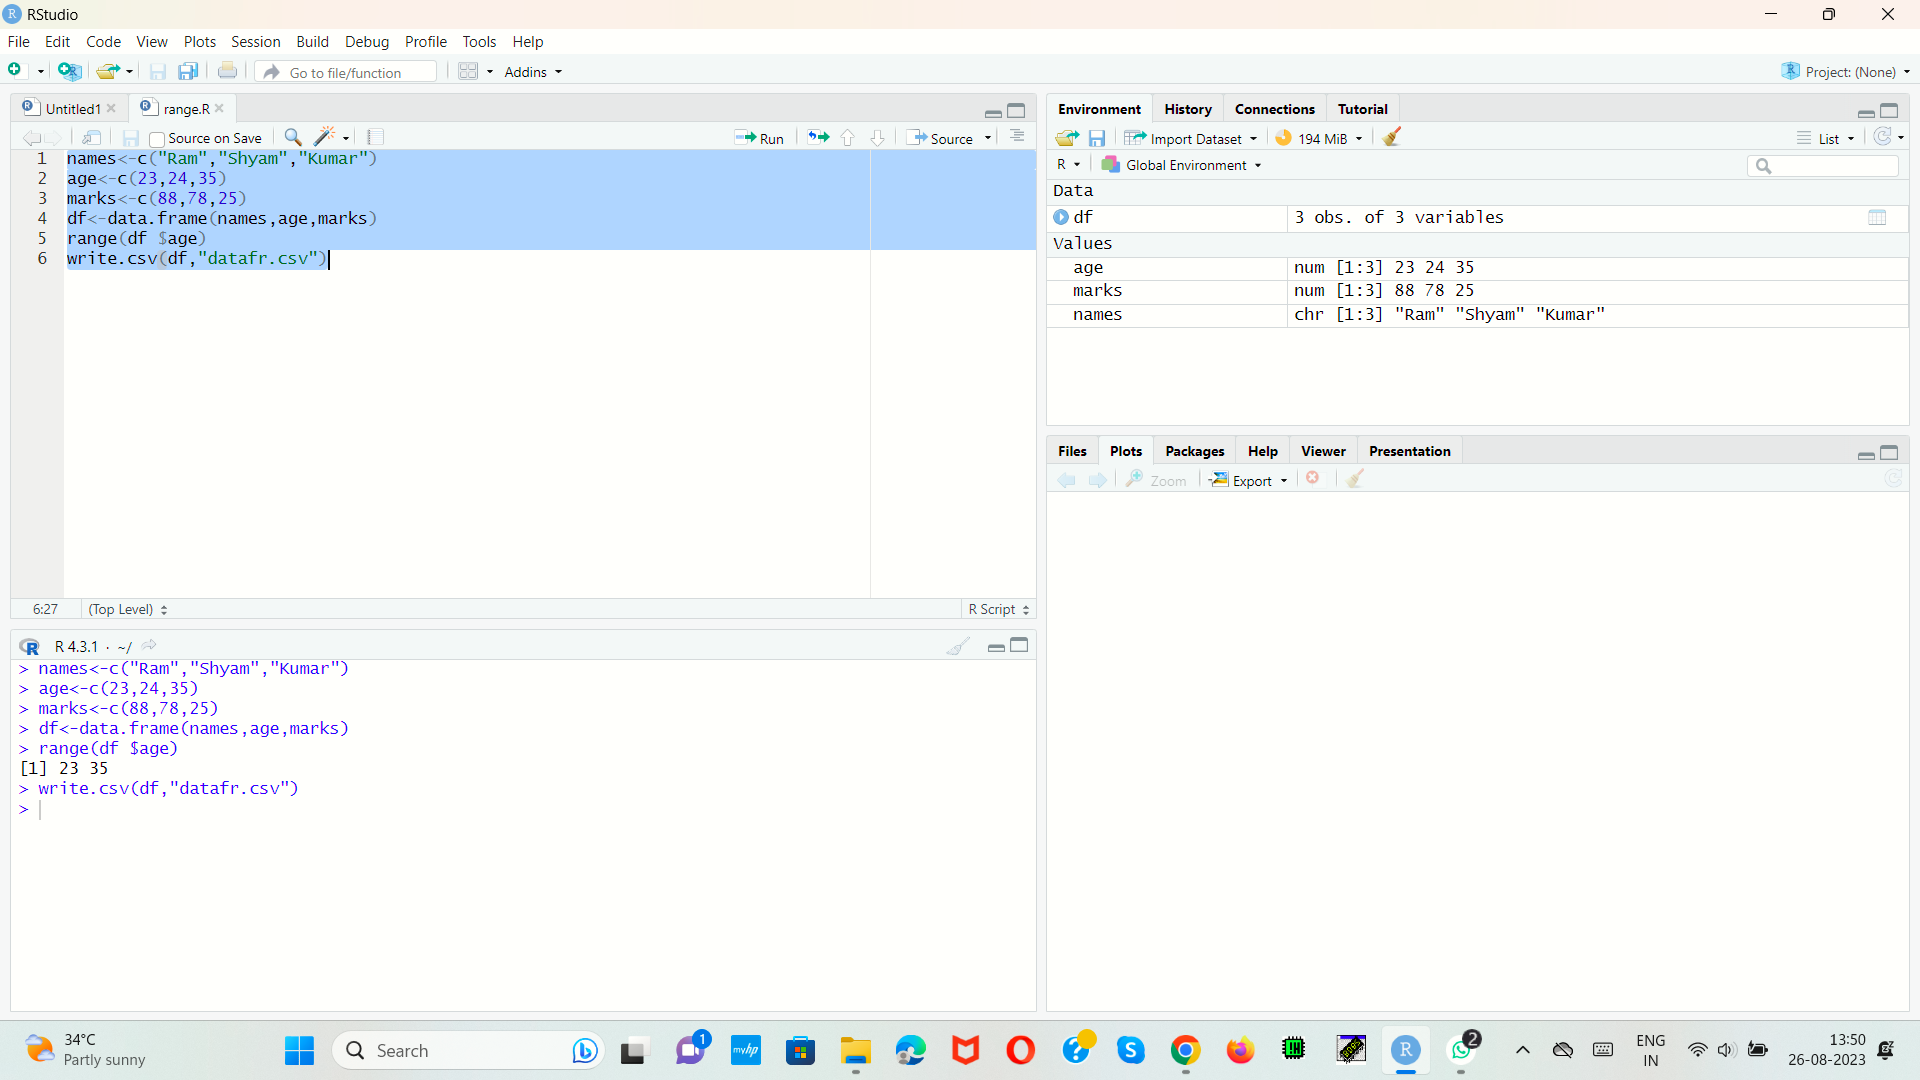 RStudio
File Edit Code View Plots Session Build Debug Profile Tools Help
Go to file/function Addins Project: (None)
Untitled1 range.R
Source on Save Run Source
1 names<-c("Ram","Shyam","Kumar")
2 age<-c(23,24,35)
3 marks<-c(88,78,25)
4 df<-data.frame(names,age,marks)
5 range(df $age)
6 write.csv(df,"datafr.csv")
6:27 (Top Level) R Script
R 4.3.1 · ~/
> names<-c("Ram","Shyam","Kumar")
> age<-c(23,24,35)
> marks<-c(88,78,25)
> df<-data.frame(names,age,marks)
> range(df $age)
[1] 23 35
> write.csv(df,"datafr.csv")
>
Environment History Connections Tutorial
Import Dataset 194 MiB List
R Global Environment
Data
df 3 obs. of 3 variables
Values
age num [1:3] 23 24 35
marks num [1:3] 88 78 25
names chr [1:3] "Ram" "Shyam" "Kumar"
Files Plots Packages Help Viewer Presentation
Zoom Export
34°C
Partly sunny
Search
1
myhp
2
ENG
IN
13:50
26-08-2023